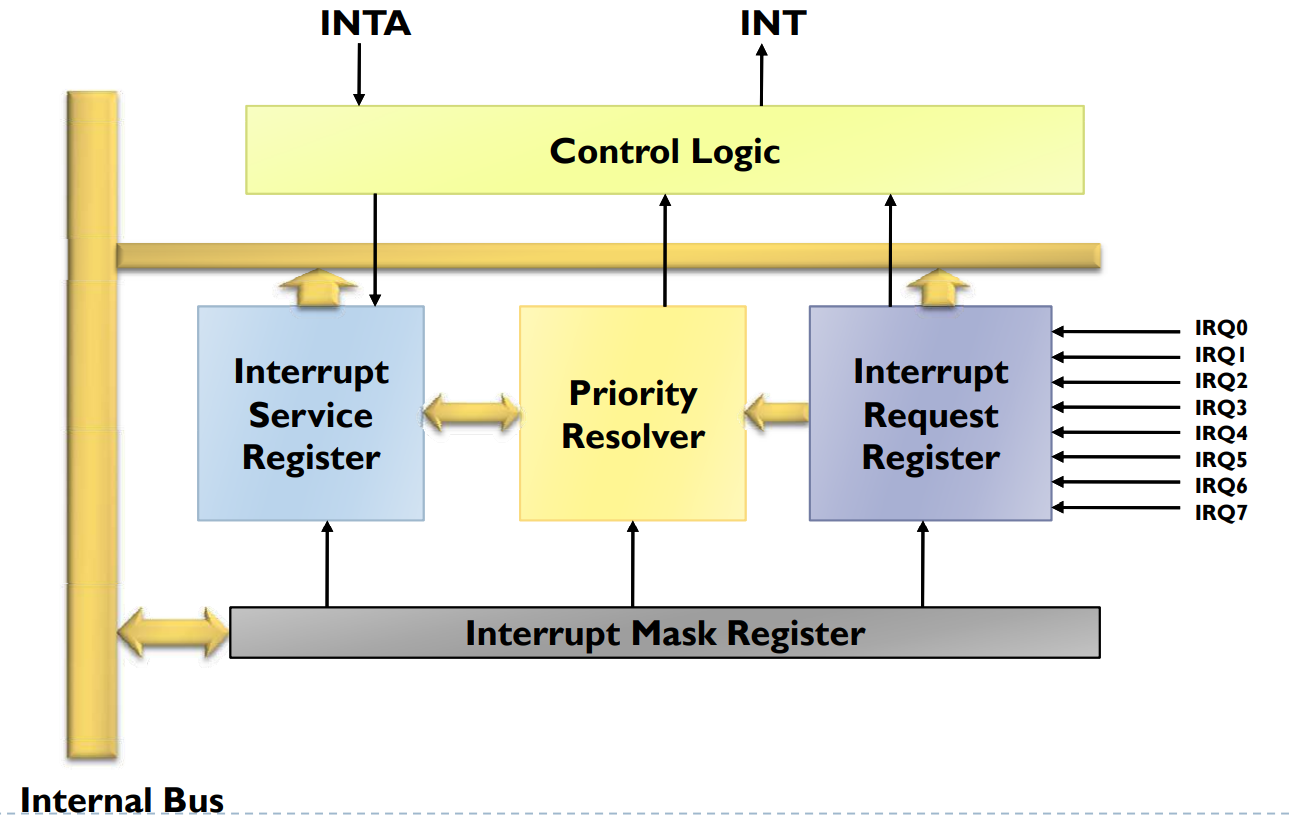 INTA
INT
Control Logic
Interrupt
Service
Register
Priority
Resolver
Interrupt
Request
Register
IRQ0
IRQ1
IRQ2
IRQ3
IRQ4
IRQ5
IRQ6
IRQ7
Interrupt Mask Register
Internal Bus